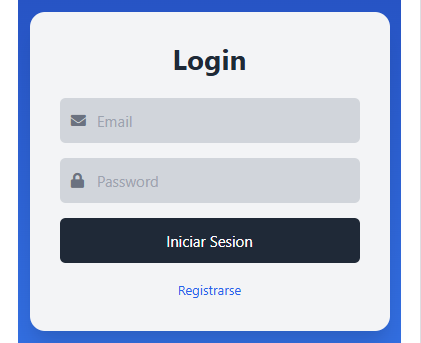 Login
Email
Password
Iniciar Sesion
Registrarse